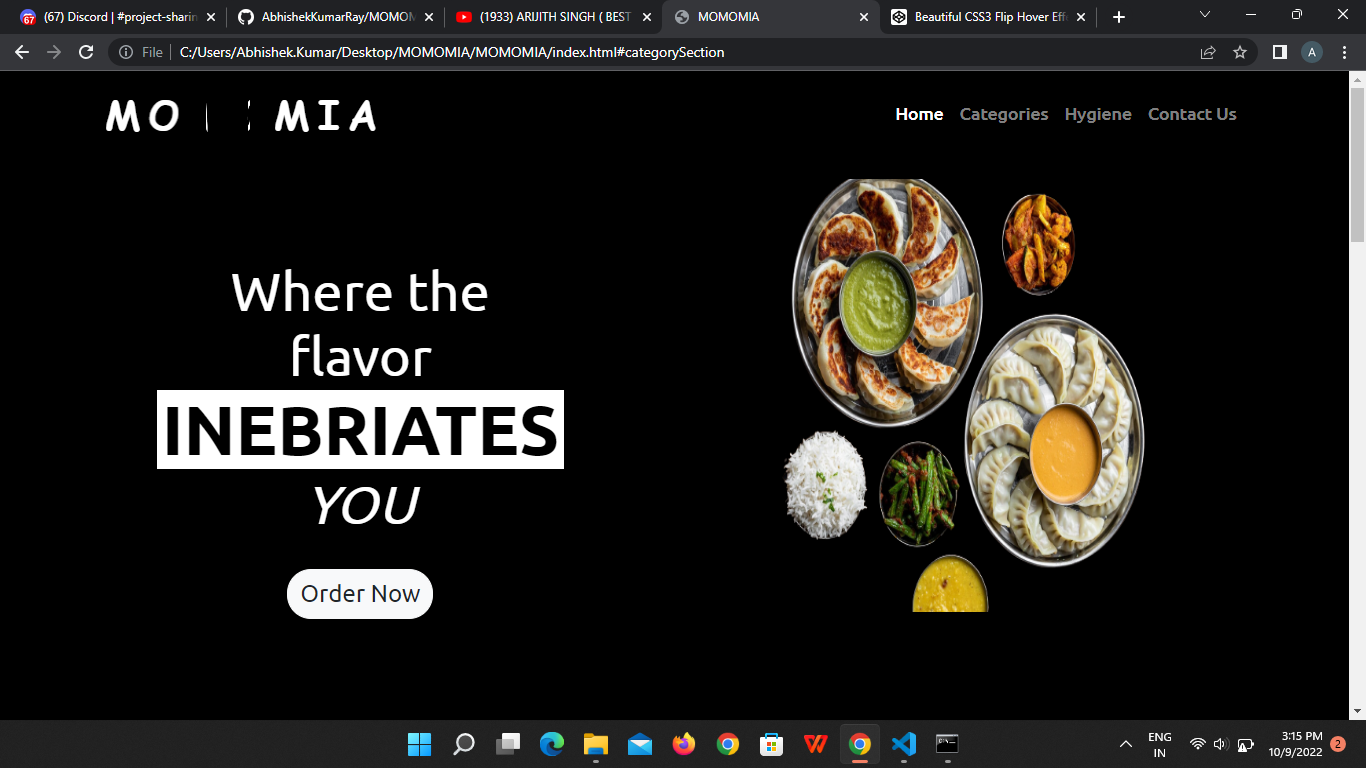 (67) Discord | #project-sharin
AbhishekKumarRay/MOMOM
(1933) ARIJITH SINGH ( BEST
MOMOMIA
Beautiful CSS3 Flip Hover Effe
File
C:/Users/Abhishek.Kumar/Desktop/MOMOMIA/MOMOMIA/index.html#categorySection
A
MO MIA
Home Categories Hygiene Contact Us
Where the
flavor
INEBRIATES
YOU
Order Now
ENG
IN
3:15 PM
10/9/2022
2